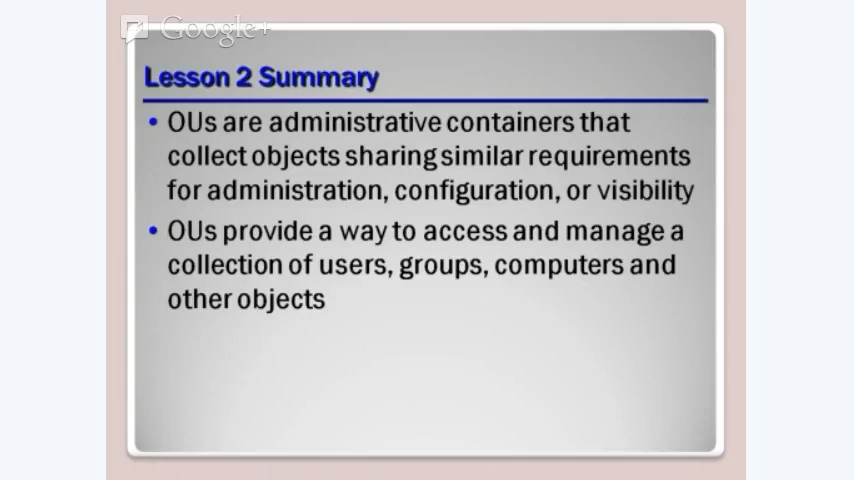 Google+
Lesson 2 Summary
• OUs are administrative containers that
collect objects sharing similar requirements
for administration, configuration, or visibility
• OUs provide a way to access and manage a
collection of users, groups, computers and
other objects